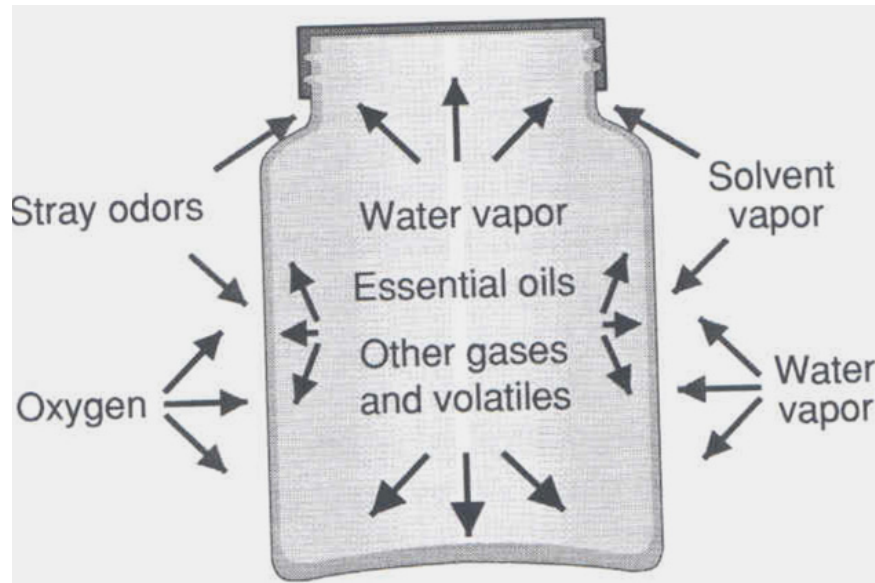 Stray odors
Solvent
vapor
Water vapor
Essential oils
Other gases
and volatiles
Oxygen
Water
vapor